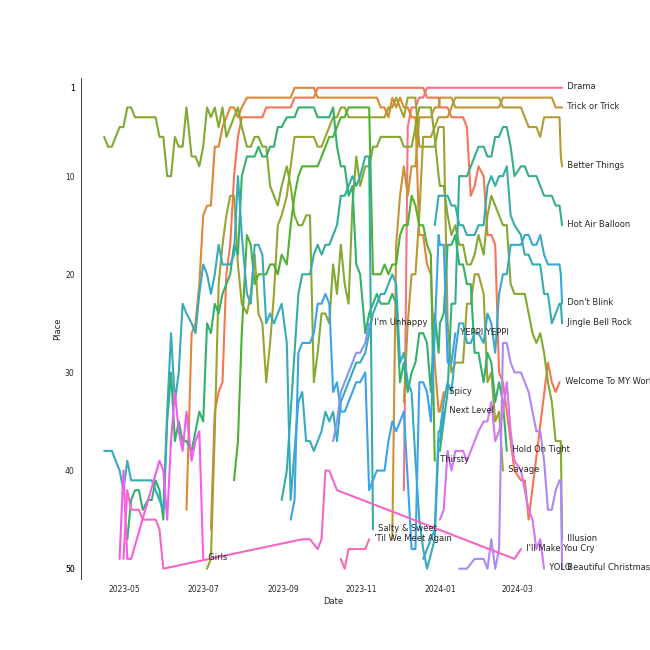 1
Drama
Trick or Trick
Better Things
10
Hot Air Balloon
20
Don't Blink
I'm Unhappy
Jingle Bell Rock
YEPPI YEPPI
Place
30
Welcome To MY Worl
Spicy
Next Level
Hold On Tight
Thirsty
40
Savage
Salty & Sweet
'Til We Meet Again
Illusion
I'll Make You Cry
Girls
50
YOLO
Beautiful Christmas
2023-05
2023-07
2023-09
2023-11
2024-01
2024-03
Date